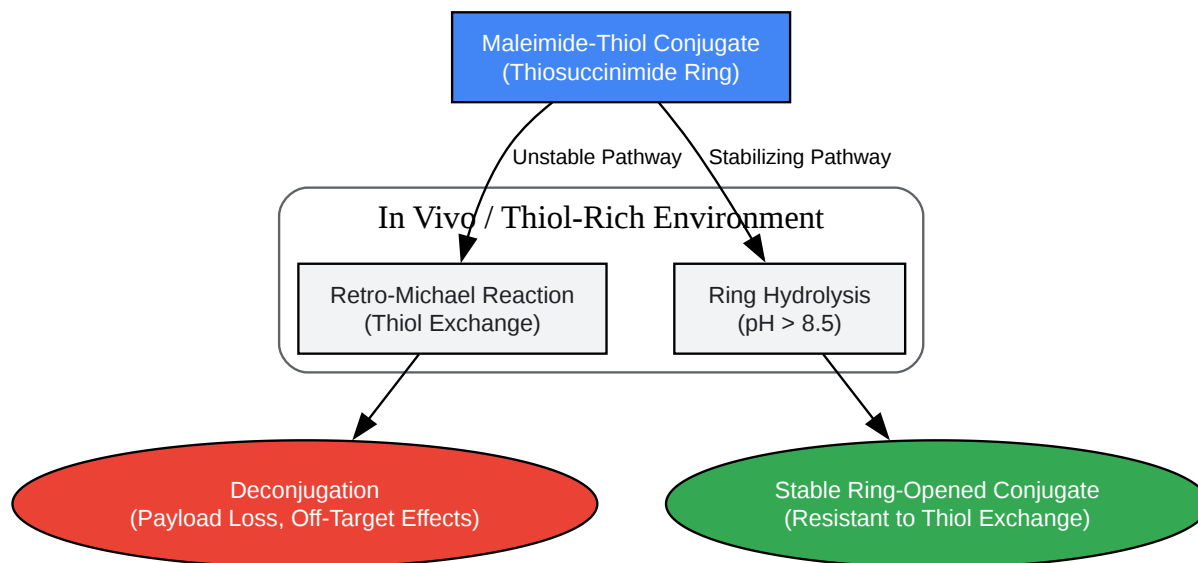 Maleimide-Thiol Conjugate
(Thiosuccinimide Ring)
Unstable Pathway
Stabilizing Pathway
In Vivo / Thiol-Rich Environment
Retro-Michael Reaction
(Thiol Exchange)
Ring Hydrolysis
(pH > 8.5)
Deconjugation
(Payload Loss, Off-Target Effects)
Stable Ring-Opened Conjugate
(Resistant to Thiol Exchange)